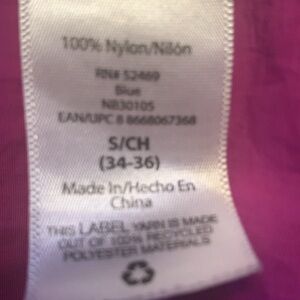 100% Nylon/Nilón
RN# 52469
Blue
NB30105
EAN/UPC 8 8668067368
S/CH
(34-36)
Made In/Hecho En
China
THIS LABEL YARN IS MADE
OUT OF 100% RECYCLED
POLYESTER MATERIALS